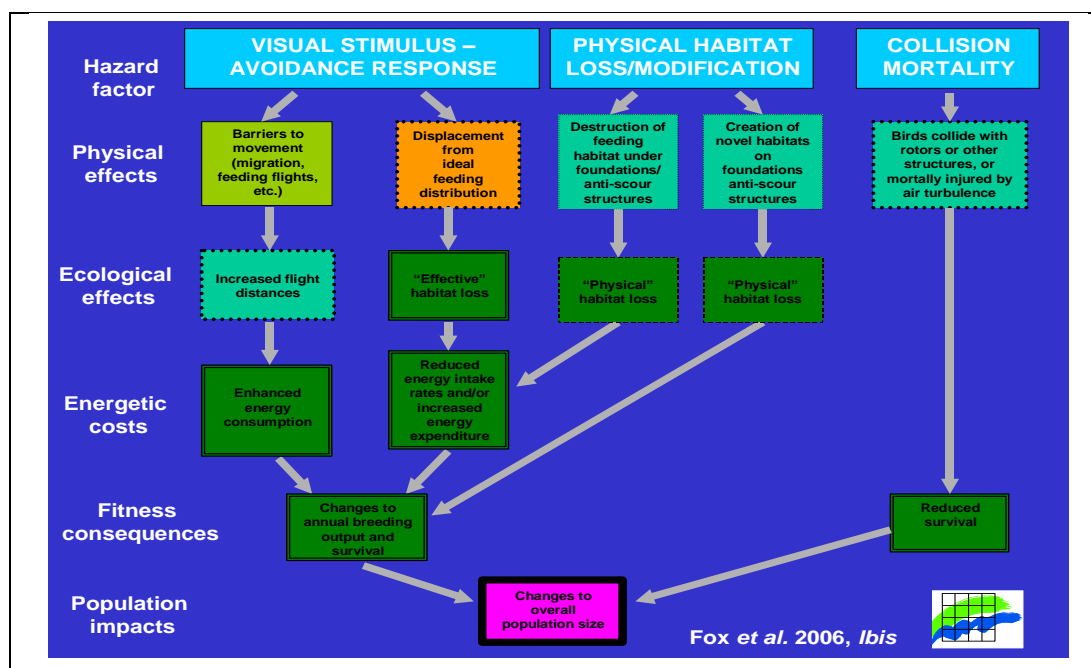 VISUAL STIMULUS –
AVOIDANCE RESPONSE
PHYSICAL HABITAT
LOSS/MODIFICATION
COLLISION
MORTALITY
Hazard
factor
Physical
effects
Barriers to
movement
(migration,
feeding flights,
etc.)
Displacement
from
ideal
feeding
distribution
Destruction of
feeding
habitat under
foundations/
anti-scour
structures
Creation of
novel habitats
on
foundations
anti-scour
structures
Birds collide with
rotors or other
structures, or
mortally injured by
air turbulence
Ecological
effects
Increased flight
distances
“Effective”
habitat loss
“Physical”
habitat loss
“Physical”
habitat loss
Energetic
costs
Enhanced
energy
consumption
Reduced
energy intake
rates and/or
increased
energy
expenditure
Fitness
consequences
Changes to
annual breeding
output and
survival
Reduced
survival
Population
impacts
Changes to
overall
population size
Fox et al. 2006, Ibis